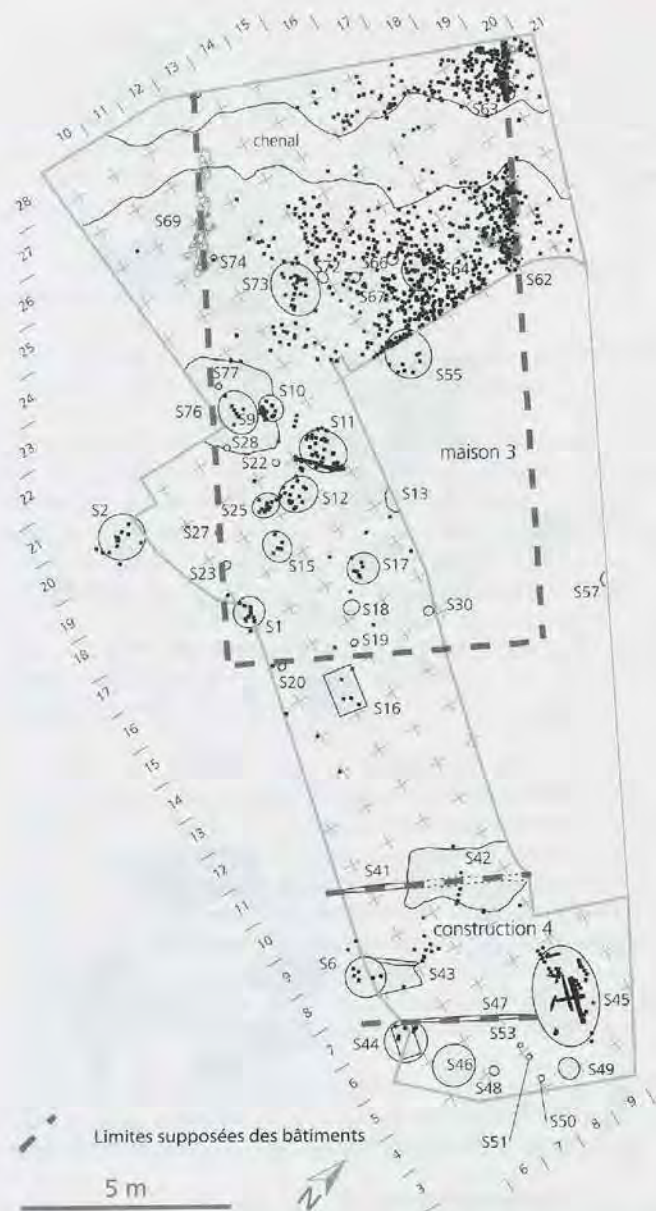 10 11 12 13 14 15 16 17 18 19 20 21
S63
chenal
28
S69
27
S74
S72
S66
S64
26
S73
S67
S62
25
S55
24
S77
S10
S76
S9
S11
maison 3
23
S28
S22
22
S2
S25
S12
S13
21
S27
S15
20
S23
S17
S57
19
S18
S30
S1
18
S19
17
S20
S16
16
15
14
13
12
S41
S42
11
construction 4
10
S6
S43
9
S47
S45
8
S44
S53
7
S46
S49
6
S48
9
5
S50
8
4
S51
7
3
6
Limites supposées des bâtiments
5 m
N